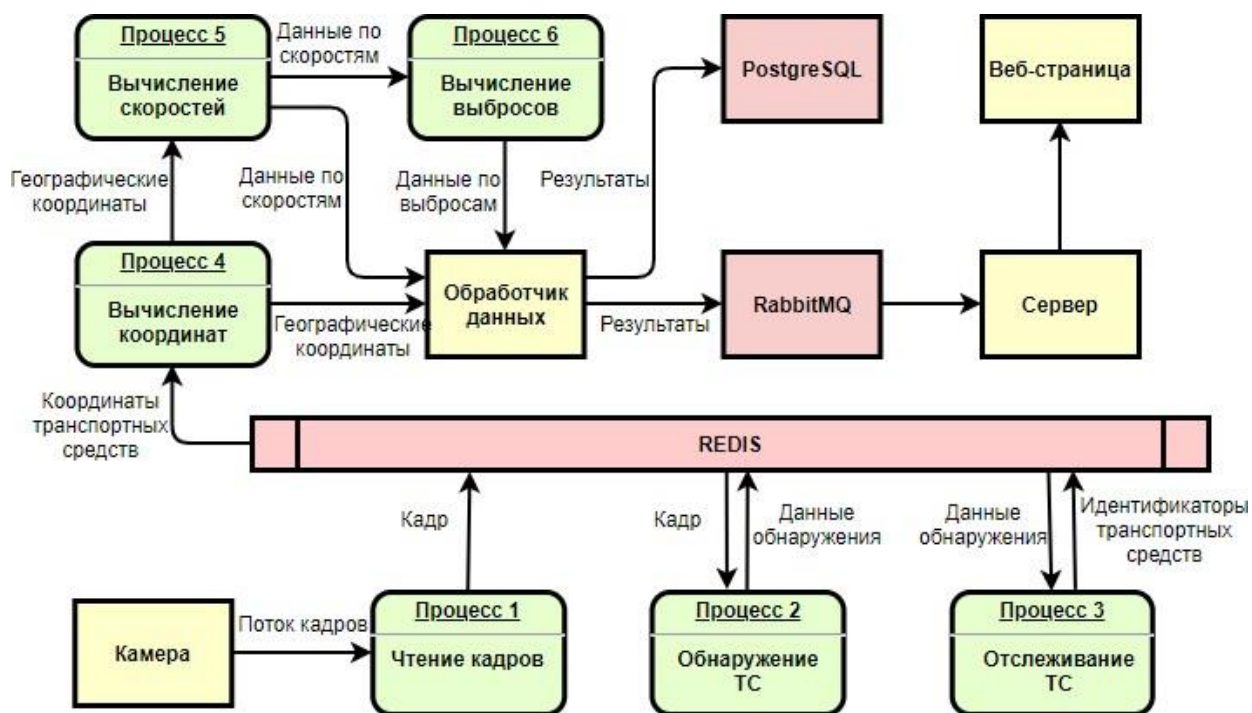 Процесс 5
Вычисление
скоростей
Данные по
скоростям
Процесс 6
Вычисление
выбросов
PostgreSQL
Веб-страница
Географические
координаты
Данные по
скоростям
Данные по
выбросам
Результаты
Процесс 4
Вычисление
координат
Географические
координаты
Обработчик
данных
Результаты
RabbitMQ
Сервер
Координаты
транспортных
средств
REDIS
Кадр
Кадр
Данные
обнаружения
Данные
обнаружения
Идентификаторы
транспортных
средств
Камера
Поток кадров
Процесс 1
Чтение кадров
Процесс 2
Обнаружение
ТС
Процесс 3
Отслеживание
ТС